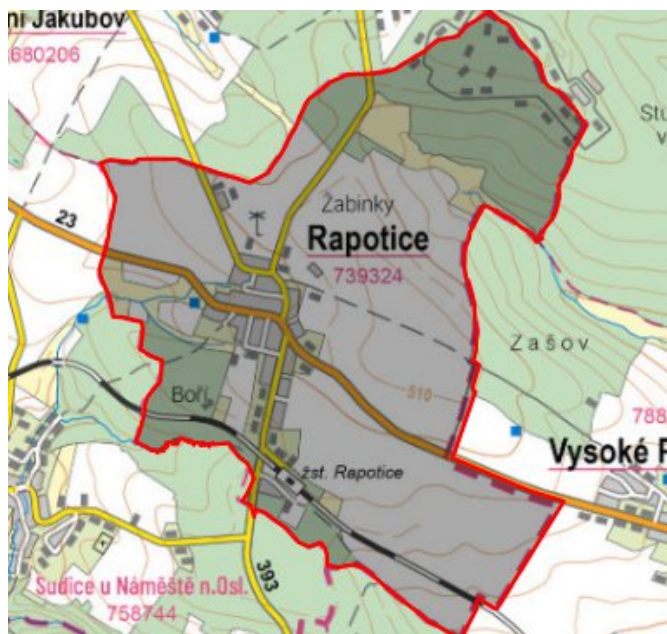 ní Jakubov
680206
Stu
v
23
Žabinky
Rapotice
739324
Zašov
510
Boří
788
Vysoké
žst. Rapotice
393
Sudice u Náměště n.Osl.
758744